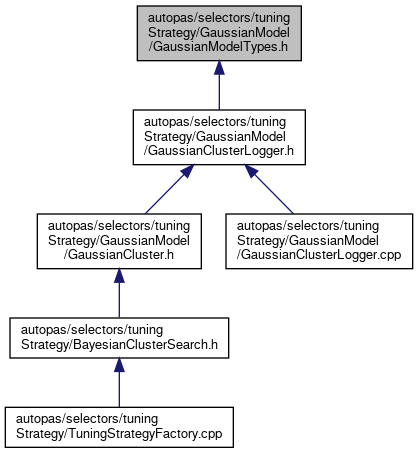 autopas/selectors/tuning
Strategy/GaussianModel
/GaussianModelTypes.h
autopas/selectors/tuning
Strategy/GaussianModel
/GaussianClusterLogger.h
autopas/selectors/tuning
Strategy/GaussianModel
/GaussianCluster.h
autopas/selectors/tuning
Strategy/GaussianModel
/GaussianClusterLogger.cpp
autopas/selectors/tuning
Strategy/BayesianClusterSearch.h
autopas/selectors/tuning
Strategy/TuningStrategyFactory.cpp